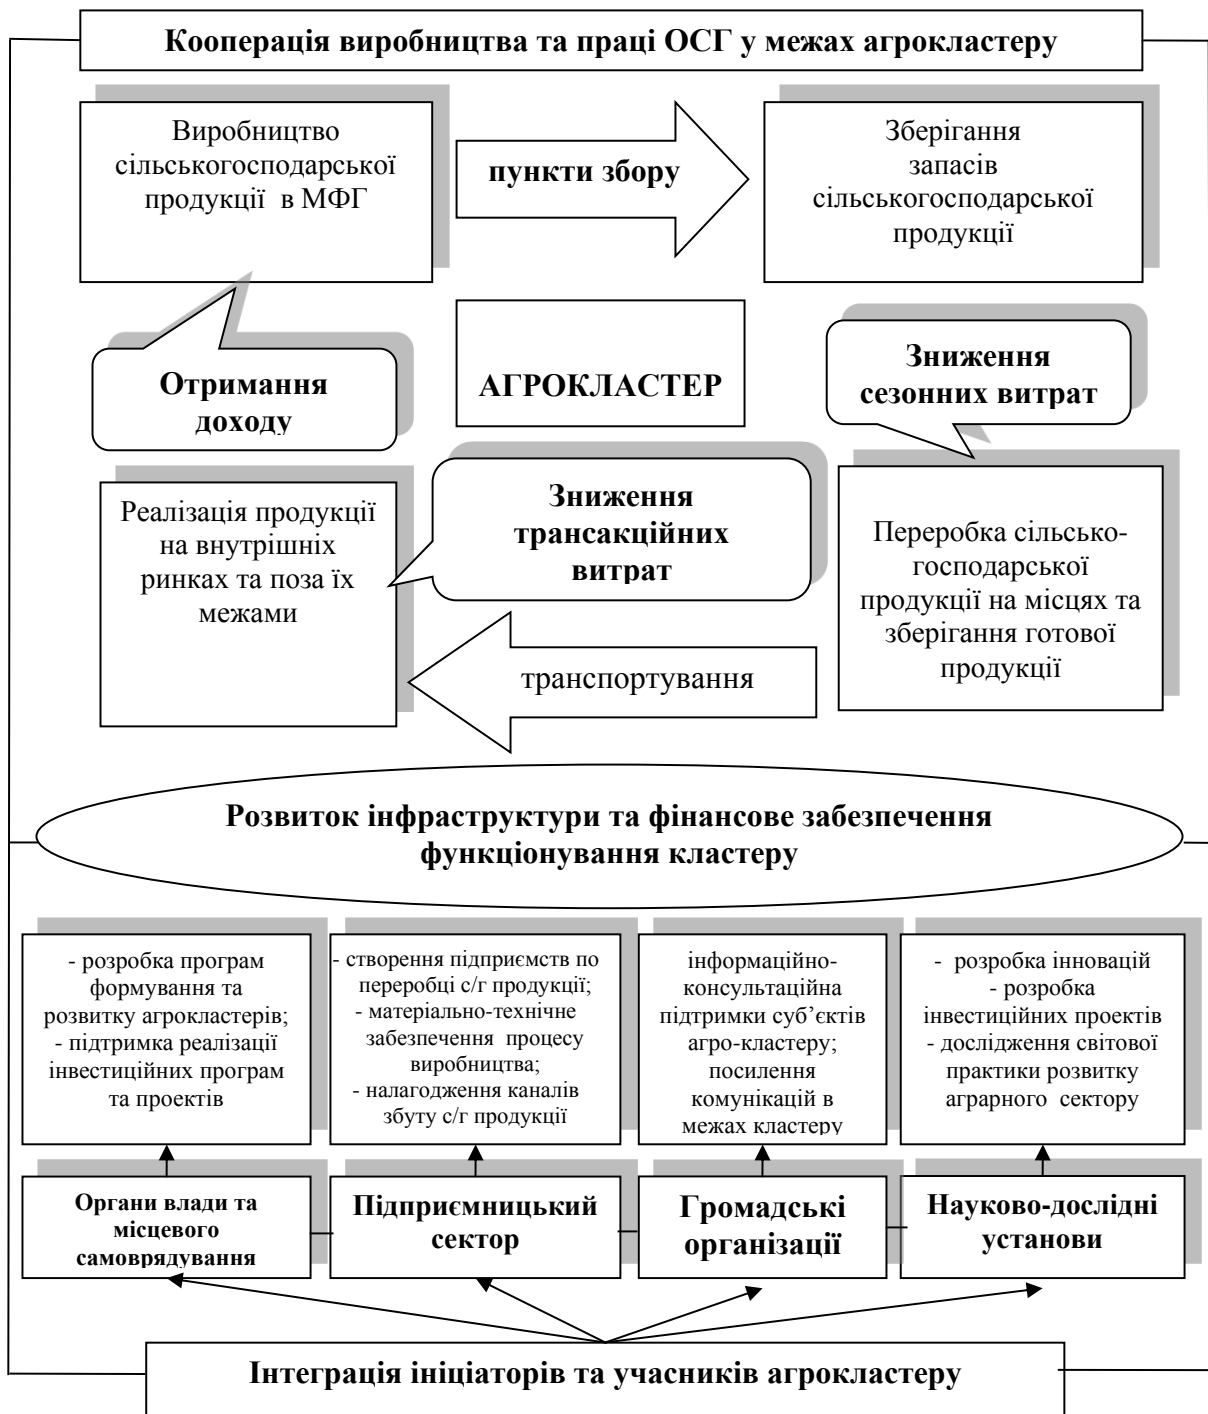 Кооперація виробництва та праці ОСГ у межах агрокластеру
Виробництво
сільськогосподарської
продукції в МФГ
пункти збору
Зберігання
запасів
сільськогосподарської
продукції
Отримання
доходу
АГРОКЛАСТЕР
Зниження
сезонних витрат
Реалізація продукції
на внутрішніх
ринках та поза їх
межами
Зниження
трансакційних
витрат
Переробка сільсько-
господарської
продукції на місцях та
зберігання готової
продукції
транспортування
Розвиток інфраструктури та фінансове забезпечення
функціонування кластеру
- розробка програм
формування та
розвитку агрокластерів;
- підтримка реалізації
інвестиційних програм
та проектів
- створення підприємств по
переробці с/г продукції;
- матеріально-технічне
забезпечення процесу
виробництва;
- налагодження каналів
збуту с/г продукції
інформаційно-
консультаційна
підтримки суб’єктів
агро-кластеру;
посилення
комунікацій в
межах кластеру
- розробка інновацій
- розробка
інвестиційних проектів
- дослідження світової
практики розвитку
аграрного сектору
Органи влади та
місцевого
самоврядування
Підприємницький
сектор
Громадські
організації
Науково-дослідні
установи
Інтеграція ініціаторів та учасників агрокластеру